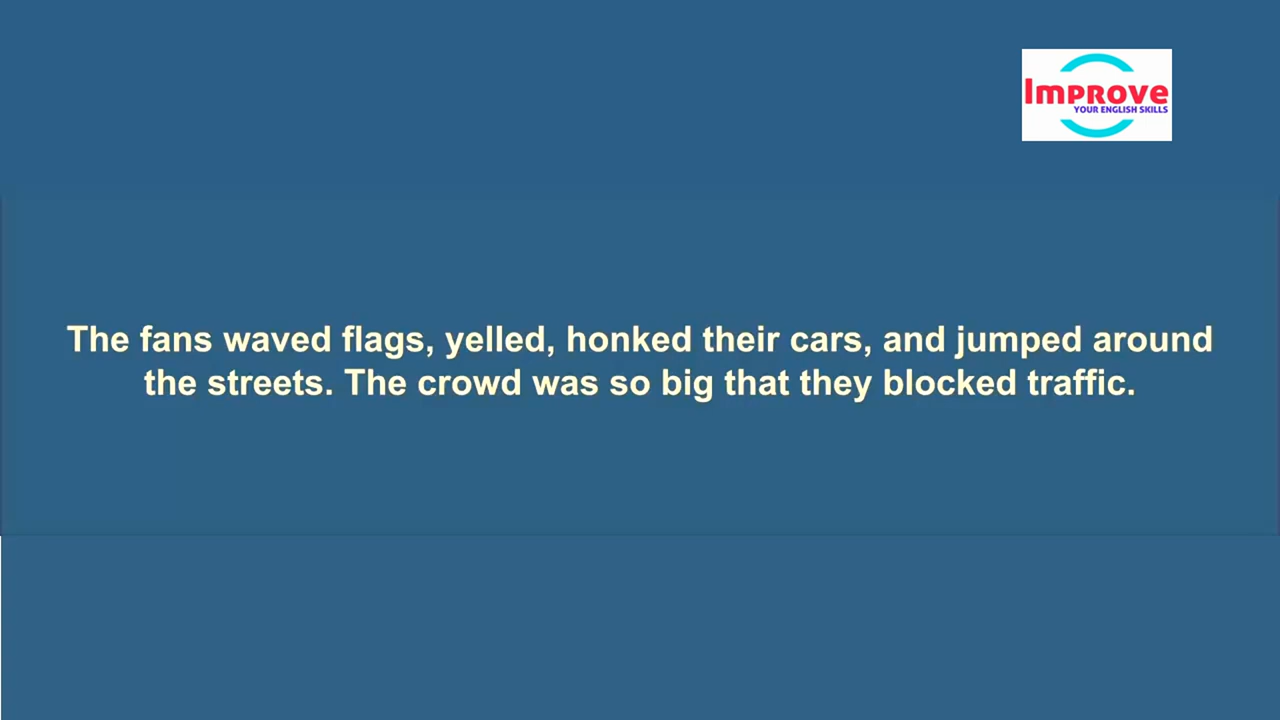 Improve
YOUR ENGLISH SKILLS
The fans waved flags, yelled, honked their cars, and jumped around
the streets. The crowd was so big that they blocked traffic.